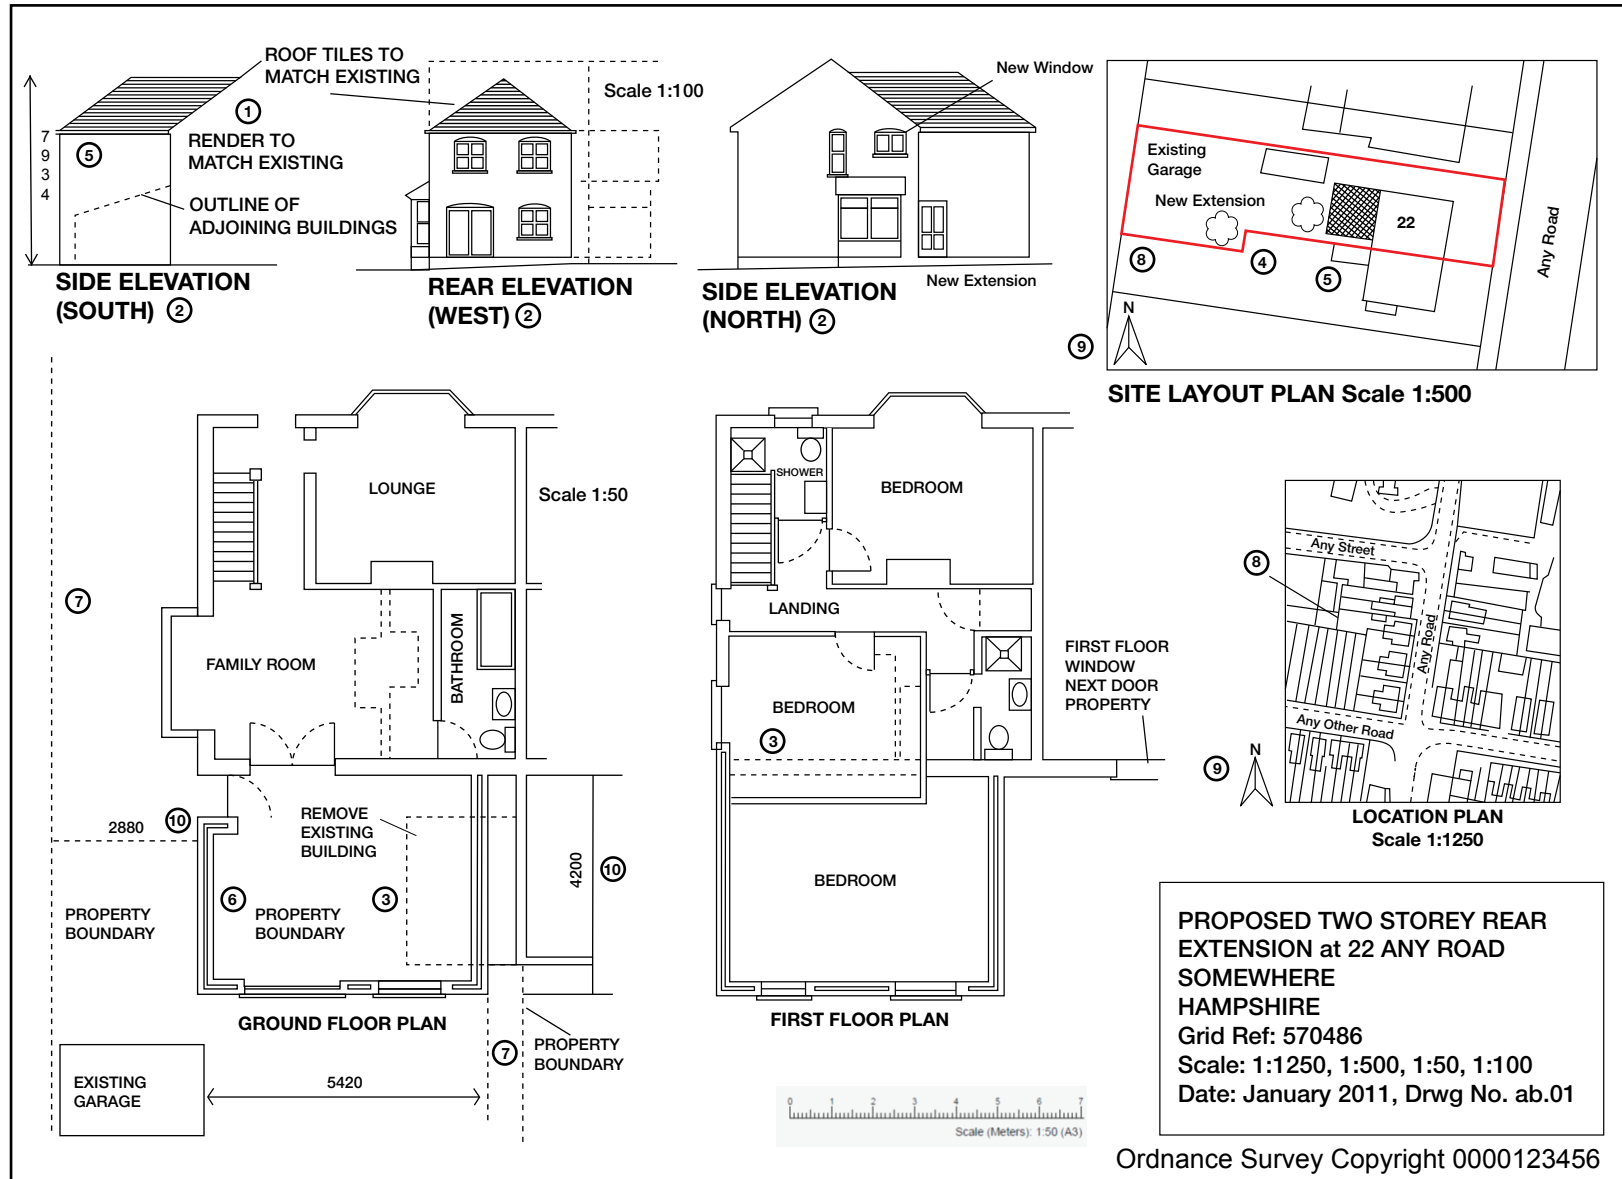 ROOF TILES TO
MATCH EXISTING
1
RENDER TO
MATCH EXISTING
5
7
9
3
4
OUTLINE OF
ADJOINING BUILDINGS
SIDE ELEVATION
(SOUTH) 2
Scale 1:100
REAR ELEVATION
(WEST) 2
New Window
New Extension
SIDE ELEVATION
(NORTH) 2
Existing
Garage
New Extension
22
Any Road
8
4
5
N
9
SITE LAYOUT PLAN Scale 1:500
7
LOUNGE
Scale 1:50
FAMILY ROOM
BATHROOM
2880
10
REMOVE
EXISTING
BUILDING
4200
10
6
3
PROPERTY
BOUNDARY
PROPERTY
BOUNDARY
GROUND FLOOR PLAN
7
PROPERTY
BOUNDARY
EXISTING
GARAGE
5420
SHOWER
BEDROOM
LANDING
BEDROOM
3
FIRST FLOOR
WINDOW
NEXT DOOR
PROPERTY
BEDROOM
FIRST FLOOR PLAN
0 1 2 3 4 5 6 7
Scale (Meters): 1:50 (A3)
Any Street
8
Any Road
Any Other Road
N
9
LOCATION PLAN
Scale 1:1250
PROPOSED TWO STOREY REAR
EXTENSION at 22 ANY ROAD
SOMEWHERE
HAMPSHIRE
Grid Ref: 570486
Scale: 1:1250, 1:500, 1:50, 1:100
Date: January 2011, Drwg No. ab.01
Ordnance Survey Copyright 0000123456